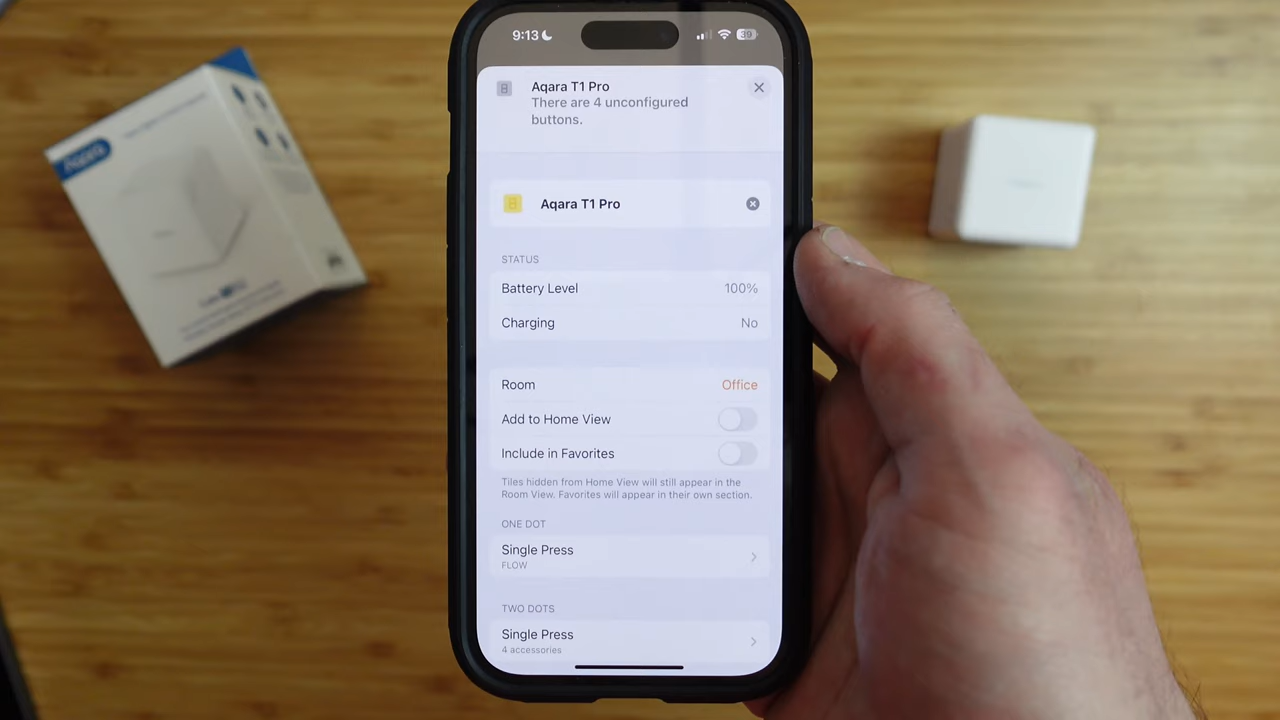 9:13
39
Aqara T1 Pro
There are 4 unconfigured
buttons.
Aqara T1 Pro
STATUS
Battery Level 100%
Charging No
Room Office
Add to Home View
Include in Favorites
Tiles hidden from Home View will still appear in the
Room View. Favorites will appear in their own section.
ONE DOT
Single Press
FLOW
TWO DOTS
Single Press
4 accessories
Aqara